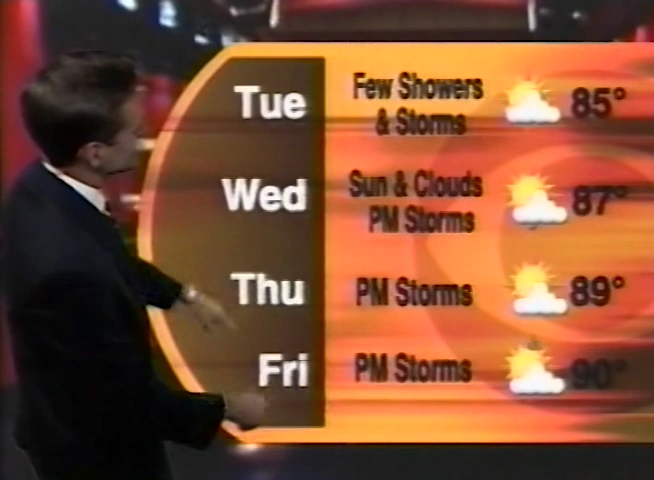 Tue
Few Showers
& Storms
85°
Wed
Sun & Clouds
PM Storms
87°
Thu
PM Storms
89°
Fri
PM Storms
90°